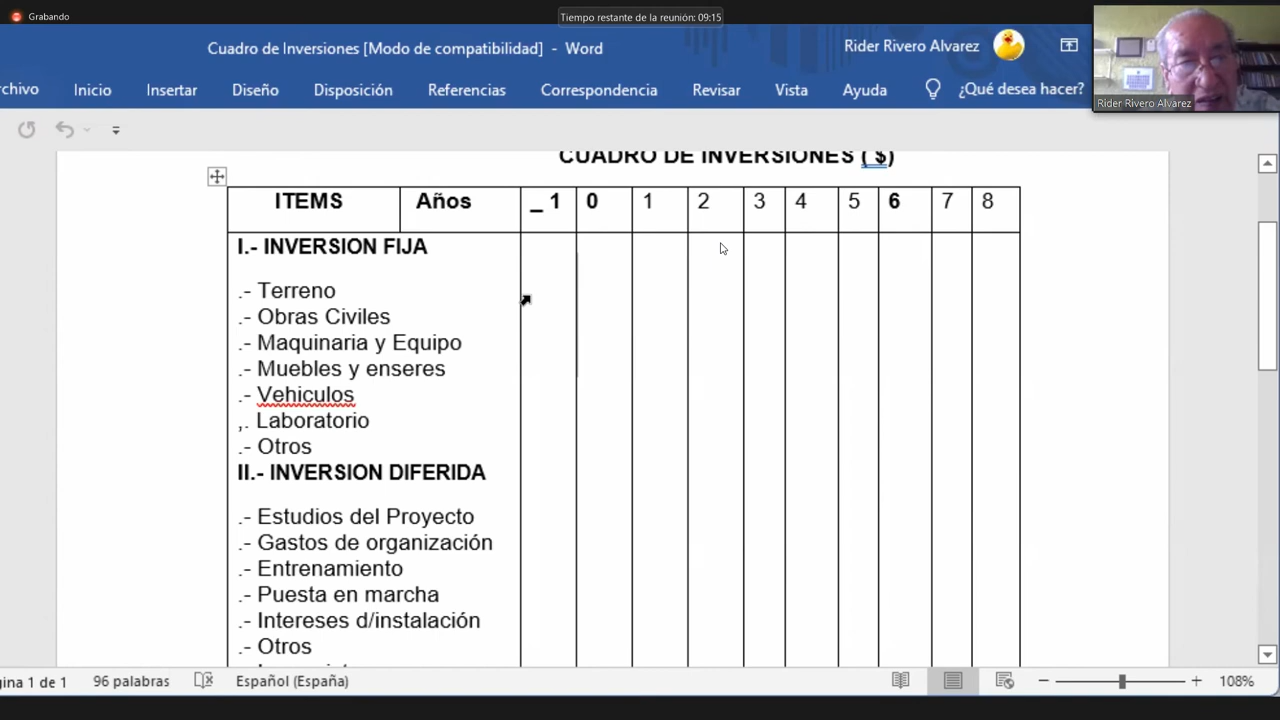 Grabando
Tiempo restante de la reunión: 09:15
Cuadro de Inversiones [Modo de compatibilidad] - Word
Rider Rivero Alvarez
Rider Rivero Alvarez
chivo Inicio Insertar Diseño Disposición Referencias Correspondencia Revisar Vista Ayuda ¿Qué desea hacer?
CUADRO DE INVERSIONES ( $)
ITEMS Años _ 1 0 1 2 3 4 5 6 7 8
I.- INVERSION FIJA
.- Terreno
.- Obras Civiles
.- Maquinaria y Equipo
.- Muebles y enseres
.- Vehiculos
,. Laboratorio
.- Otros
II.- INVERSION DIFERIDA
.- Estudios del Proyecto
.- Gastos de organización
.- Entrenamiento
.- Puesta en marcha
.- Intereses d/instalación
.- Otros
gina 1 de 1 96 palabras Español (España) 108%